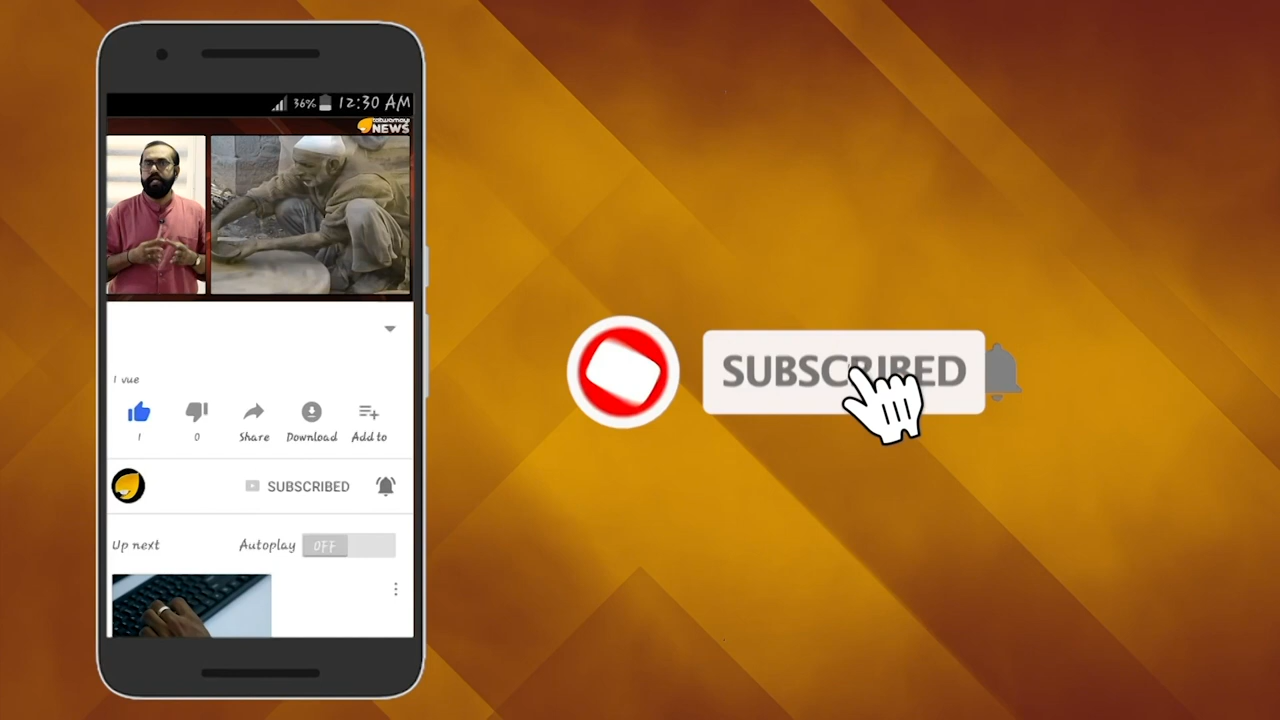 36% 12:30 AM
tatwamayi
NEWS
1 vue
1
0
Share
Download
Add to
SUBSCRIBED
Up next
Autoplay
OFF
SUBSCRIBED